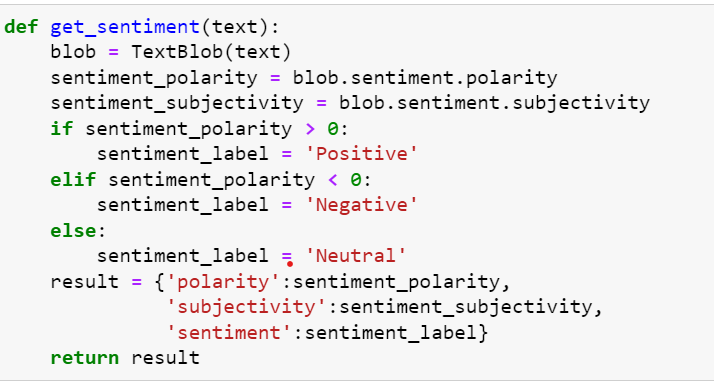 def get_sentiment(text):
    blob = TextBlob(text)
    sentiment_polarity = blob.sentiment.polarity
    sentiment_subjectivity = blob.sentiment.subjectivity
    if sentiment_polarity > 0:
        sentiment_label = 'Positive'
    elif sentiment_polarity < 0:
        sentiment_label = 'Negative'
    else:
        sentiment_label = 'Neutral'
    result = {'polarity':sentiment_polarity,
              'subjectivity':sentiment_subjectivity,
              'sentiment':sentiment_label}
    return result